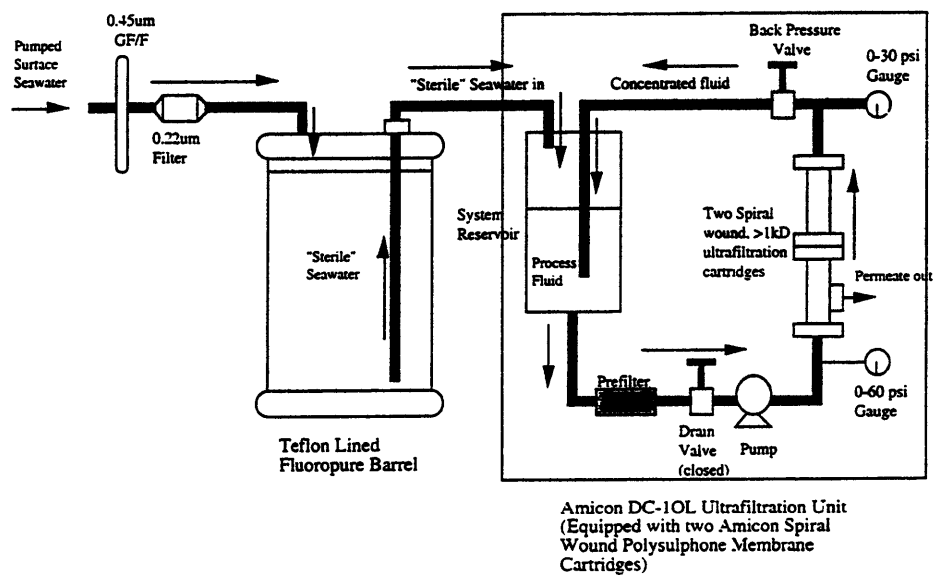 0.45um
GF/F
Pumped
Surface
Seawater
0.22um
Filter
"Sterile" Seawater in
Concentrated fluid
Back Pressure
Valve
0-30 psi
Gauge
"Sterile"
Seawater
System
Reservoir
Process
Fluid
Two Spiral
wound, >1kD
ultrafiltration
cartridges
Permeate out
Prefilter
Drain
Valve
(closed)
Pump
0-60 psi
Gauge
Teflon Lined
Fluoropure Barrel
Amicon DC-1OL Ultrafiltration Unit
(Equipped with two Amicon Spiral
Wound Polysulphone Membrane
Cartridges)